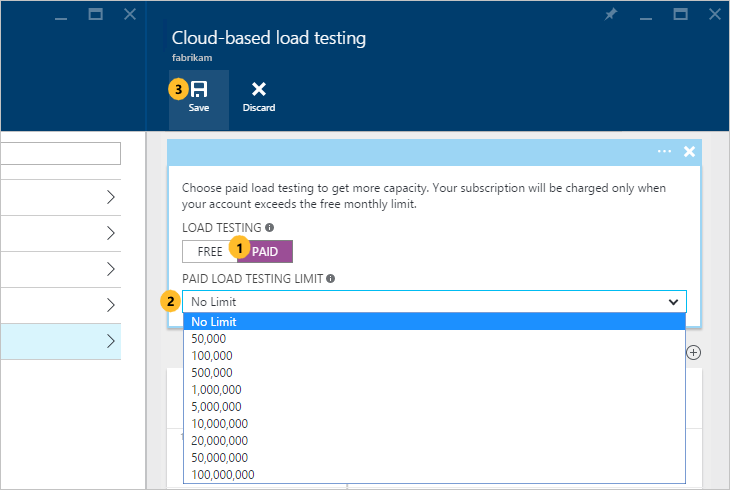 Cloud-based load testing
fabrikam
3
Save
Discard
Choose paid load testing to get more capacity. Your subscription will be charged only when
your account exceeds the free monthly limit.
LOAD TESTING
FREE 1 PAID
PAID LOAD TESTING LIMIT
2 No Limit
No Limit
50,000
100,000
500,000
1,000,000
5,000,000
10,000,000
20,000,000
50,000,000
100,000,000